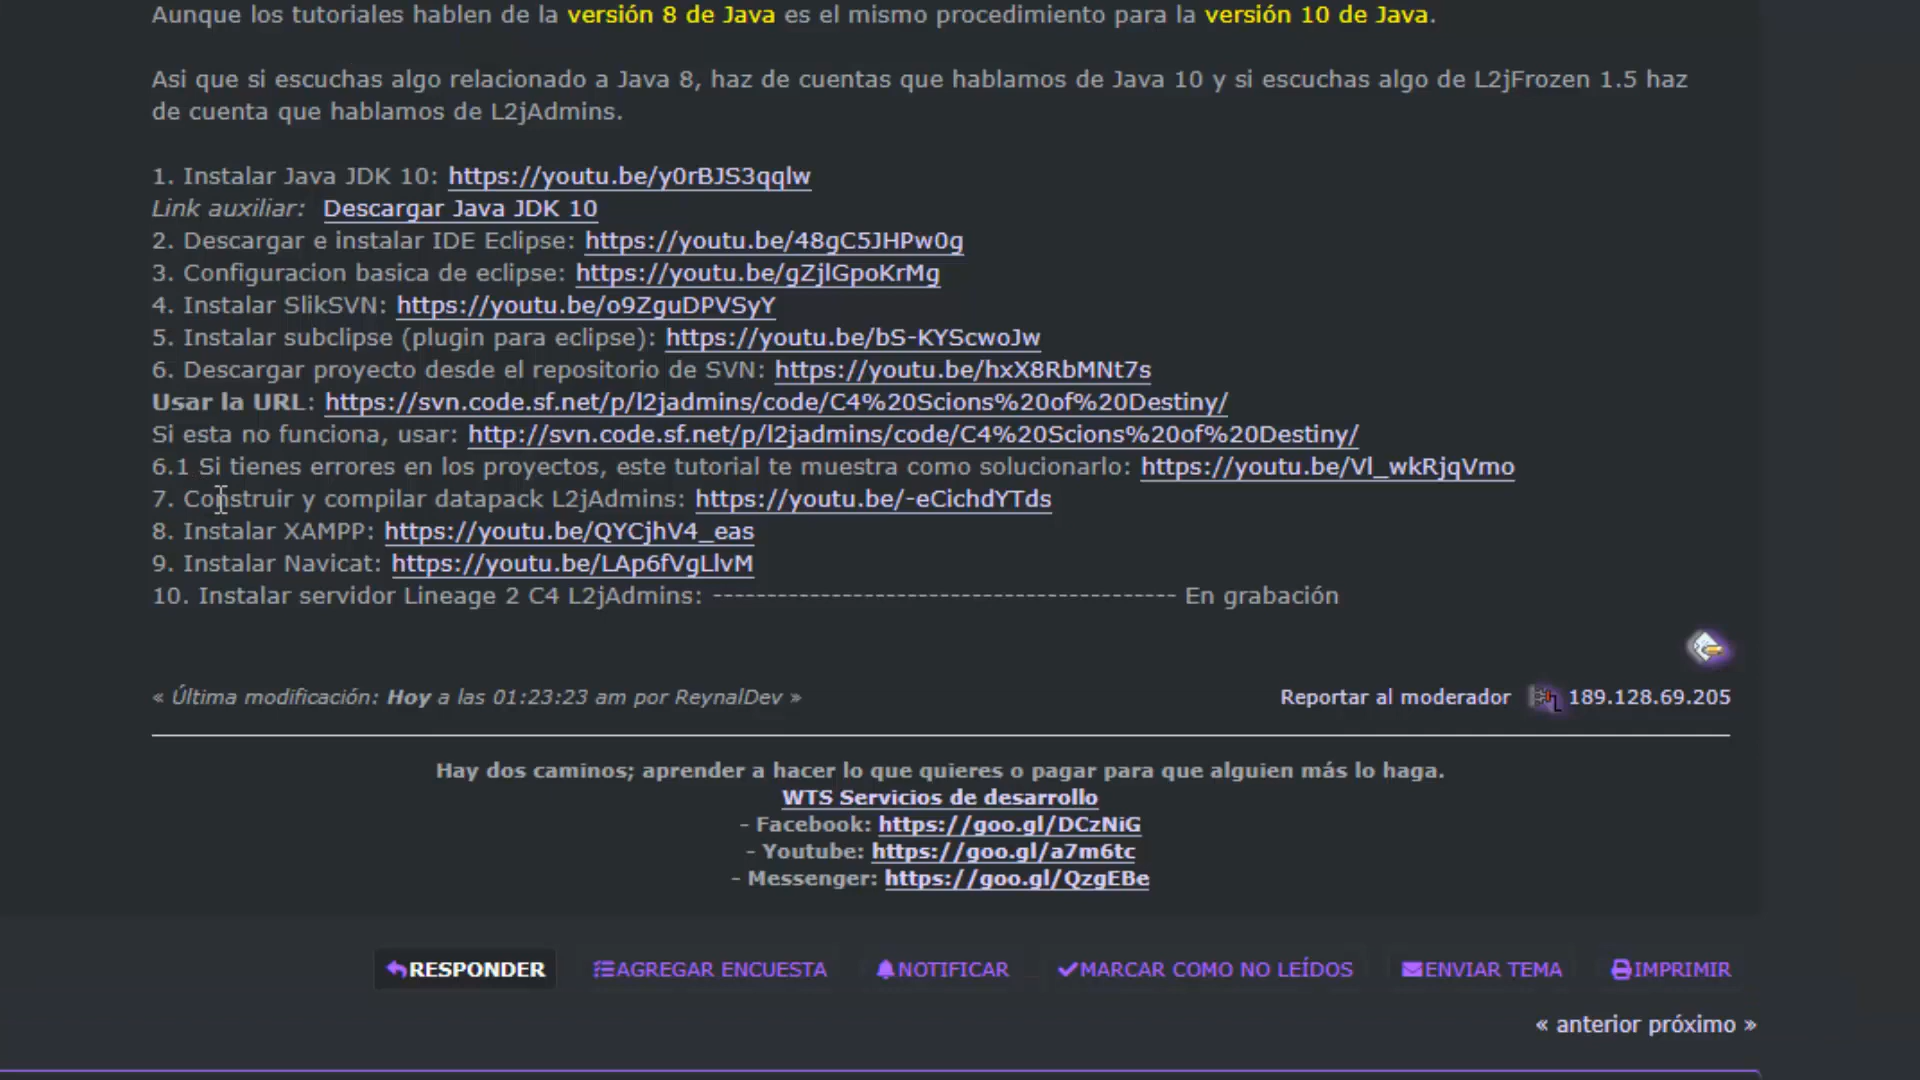 Aunque los tutoriales hablen de la versión 8 de Java es el mismo procedimiento para la versión 10 de Java.
Asi que si escuchas algo relacionado a Java 8, haz de cuentas que hablamos de Java 10 y si escuchas algo de L2jFrozen 1.5 haz
de cuenta que hablamos de L2jAdmins.
1. Instalar Java JDK 10: https://youtu.be/y0rBJS3qqlw
Link auxiliar: Descargar Java JDK 10
2. Descargar e instalar IDE Eclipse: https://youtu.be/48gC5JHPw0g
3. Configuracion basica de eclipse: https://youtu.be/gZjlGpoKrMg
4. Instalar SlikSVN: https://youtu.be/o9ZguDPVSyY
5. Instalar subclipse (plugin para eclipse): https://youtu.be/bS-KYScwoJw
6. Descargar proyecto desde el repositorio de SVN: https://youtu.be/hxX8RbMNt7s
Usar la URL: https://svn.code.sf.net/p/l2jadmins/code/C4%20Scions%20of%20Destiny/
Si esta no funciona, usar: http://svn.code.sf.net/p/l2jadmins/code/C4%20Scions%20of%20Destiny/
6.1 Si tienes errores en los proyectos, este tutorial te muestra como solucionarlo: https://youtu.be/Vl_wkRjqVmo
7. Construir y compilar datapack L2jAdmins: https://youtu.be/-eCichdYTds
8. Instalar XAMPP: https://youtu.be/QYCjhV4_eas
9. Instalar Navicat: https://youtu.be/LAp6fVgLlvM
10. Instalar servidor Lineage 2 C4 L2jAdmins: ------------------------------------------- En grabación
« Última modificación: Hoy a las 01:23:23 am por ReynalDev »
Reportar al moderador 189.128.69.205
Hay dos caminos; aprender a hacer lo que quieres o pagar para que alguien más lo haga.
WTS Servicios de desarrollo
- Facebook: https://goo.gl/DCzNiG
- Youtube: https://goo.gl/a7m6tc
- Messenger: https://goo.gl/QzgEBe
RESPONDER AGREGAR ENCUESTA NOTIFICAR MARCAR COMO NO LEÍDOS ENVIAR TEMA IMPRIMIR
« anterior próximo »